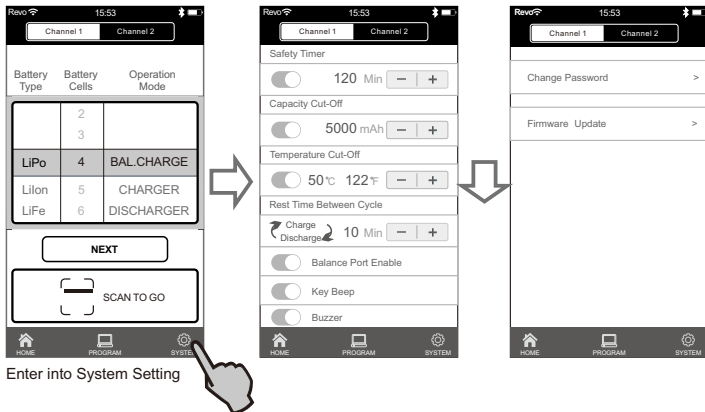 Revo 15:53
Channel 1 Channel 2
Battery Type Battery Cells Operation Mode
2
3
LiPo 4 BAL.CHARGE
LiIon 5 CHARGER
LiFe 6 DISCHARGER
NEXT
SCAN TO GO
HOME PROGRAM SYSTEM
Enter into System Setting
Revo 15:53
Channel 1 Channel 2
Safety Timer
120 Min − | +
Capacity Cut-Off
5000 mAh − | +
Temperature Cut-Off
50℃ 122℉ − | +
Rest Time Between Cycle
Charge
Discharge 10 Min − | +
Balance Port Enable
Key Beep
Buzzer
HOME PROGRAM SYSTEM
Revo 15:53
Channel 1 Channel 2
Change Password >
Firmware Update >
HOME PROGRAM SYSTEM